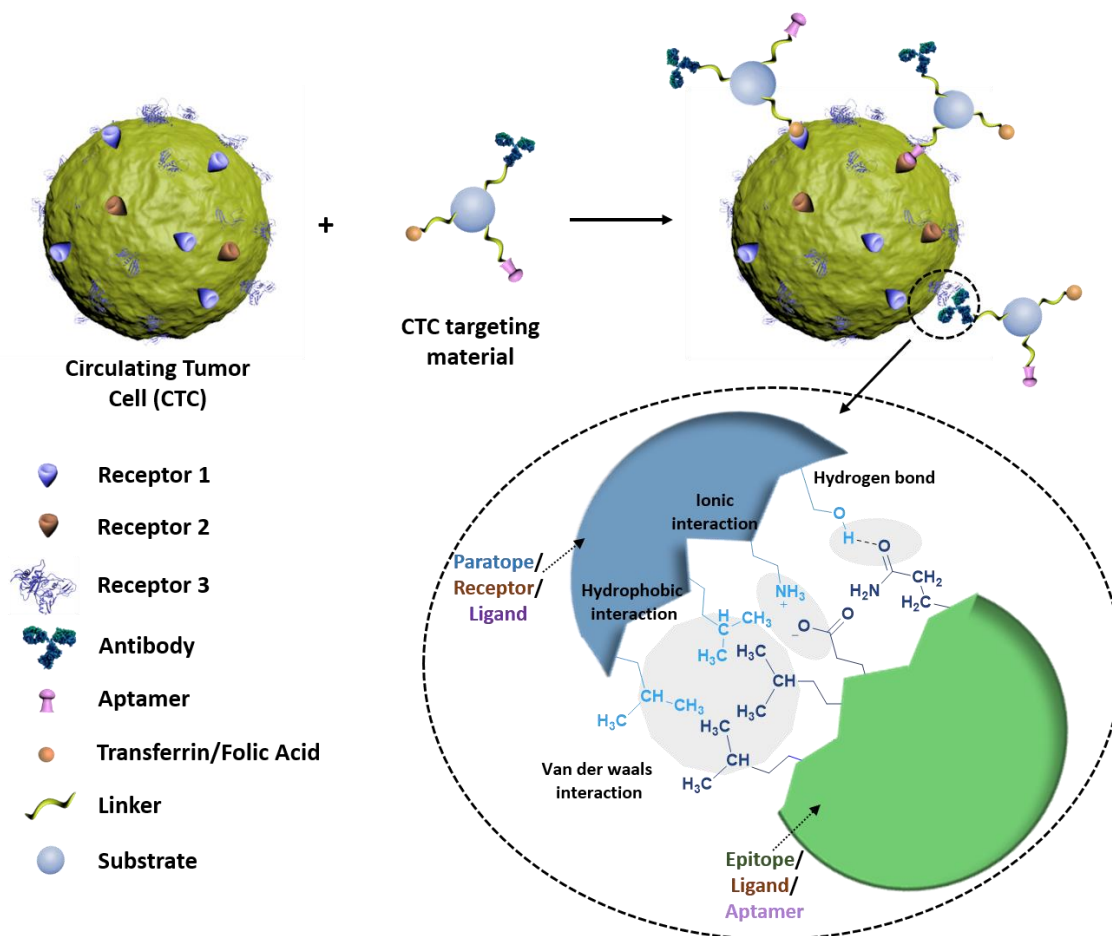 +
Circulating Tumor
Cell (CTC)
CTC targeting
material
Receptor 1
Receptor 2
Receptor 3
Antibody
Aptamer
Transferrin/Folic Acid
Linker
Substrate
Hydrogen bond
Ionic
interaction
O
H
O
Paratope/
Receptor/
Ligand
Hydrophobic
interaction
NH₃
+
H₂N
CH₂
H₂C
−
O
O
H
C
CH₃
H₃C
H₃C
CH
H₃C
CH
CH₃
H₃C
H₃C
H₃C
CH
H₃C
Van der waals
interaction
Epitope/
Ligand/
Aptamer